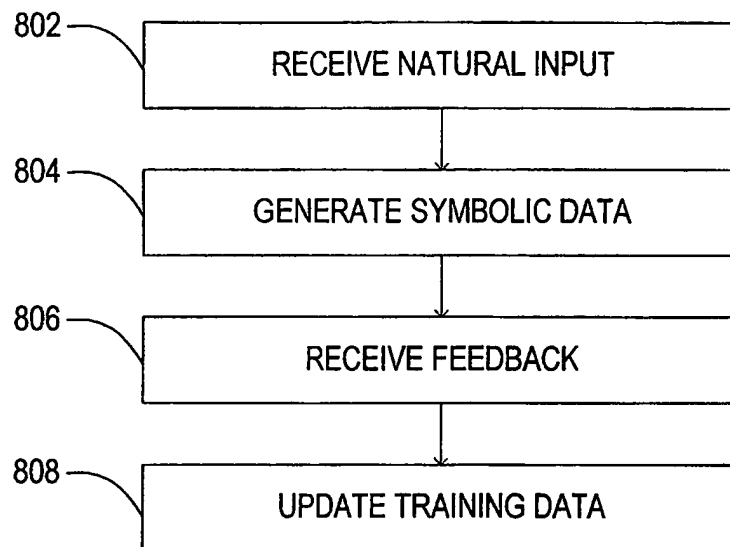 802
RECEIVE NATURAL INPUT
804
GENERATE SYMBOLIC DATA
806
RECEIVE FEEDBACK
808
UPDATE TRAINING DATA